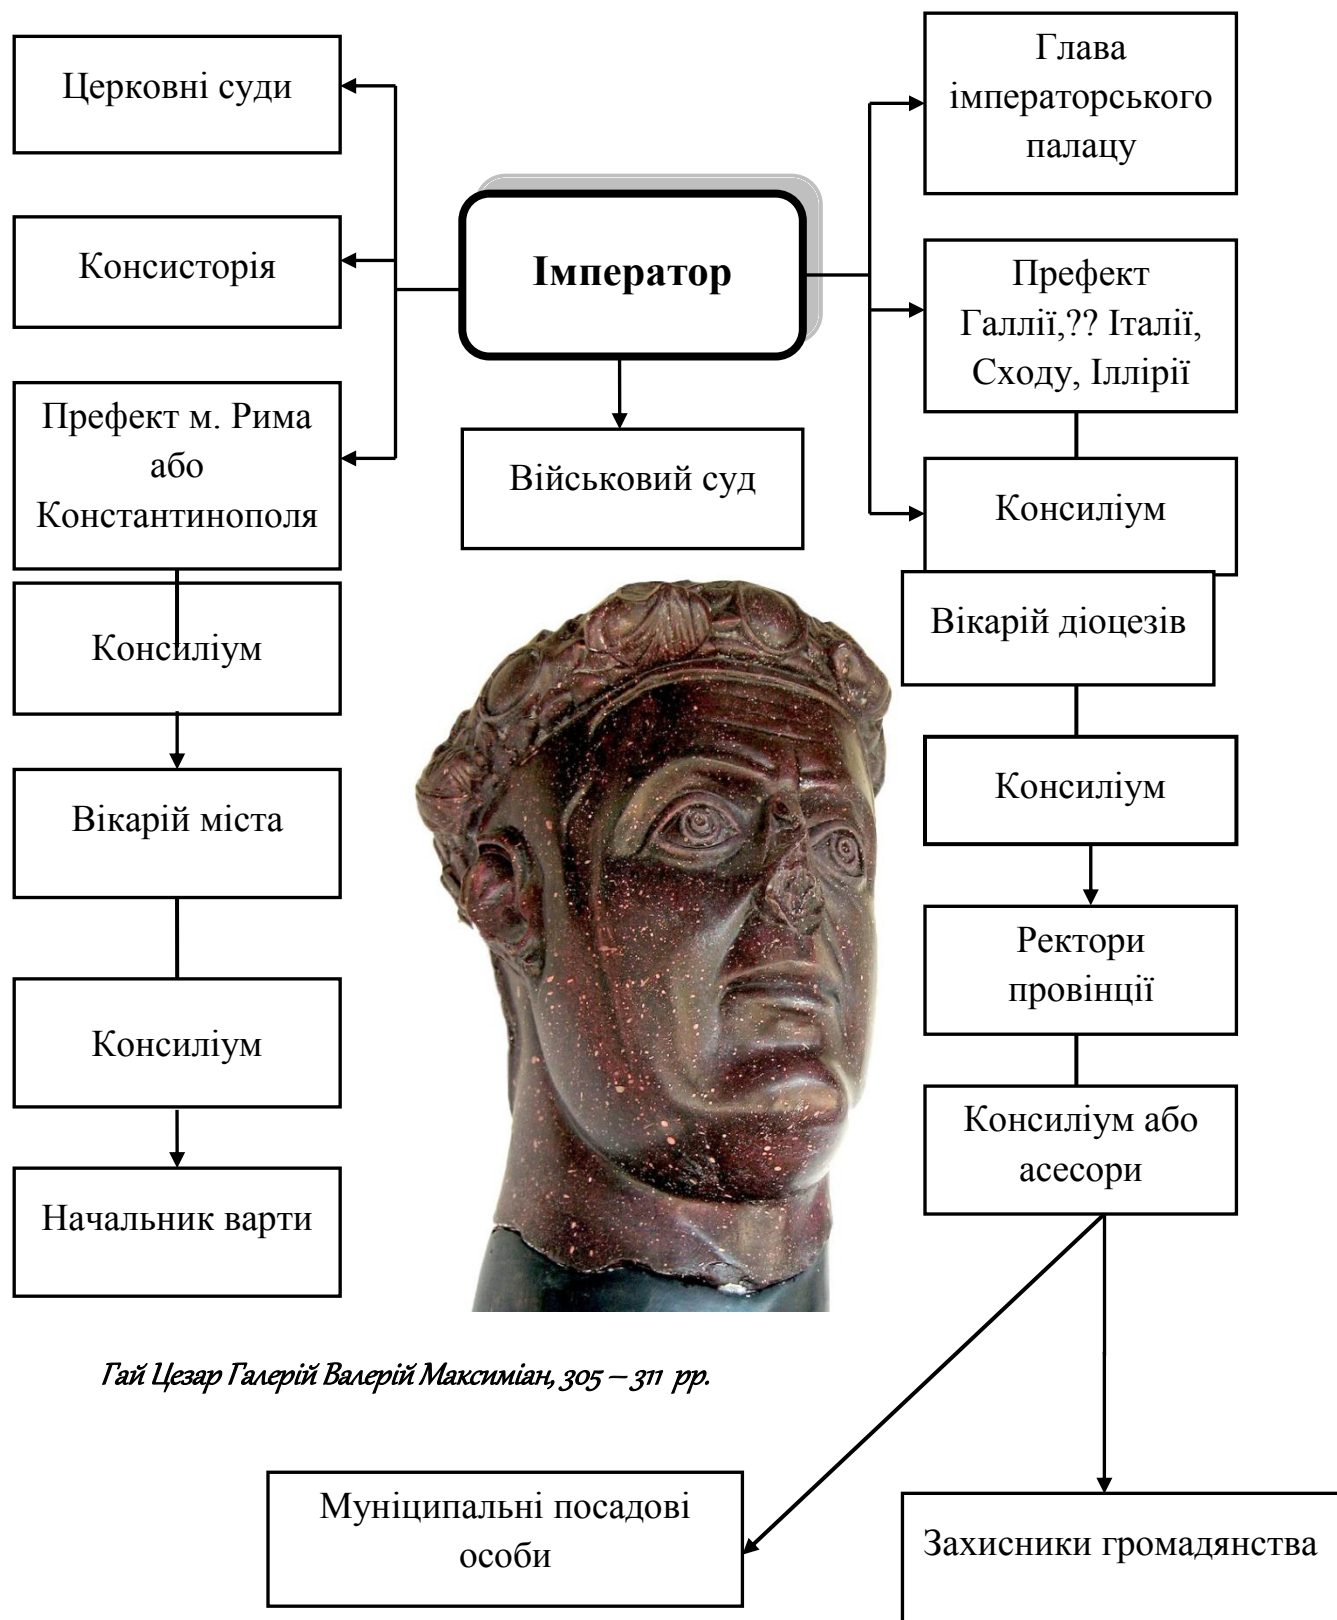 Церковні суди
Глава
імператорського
палацу
Консисторія
Імператор
Префект
Галлії,?? Італії,
Сходу, Іллірії
Префект м. Рима
або
Константинополя
Військовий суд
Консиліум
Консиліум
Вікарій діоцезів
Вікарій міста
Консиліум
Ректори
провінції
Консиліум
Консиліум або
асесори
Начальник варти
Гай Цезар Галерій Валерій Максиміан, 305 – 311 рр.
Муніципальні посадові
особи
Захисники громадянства